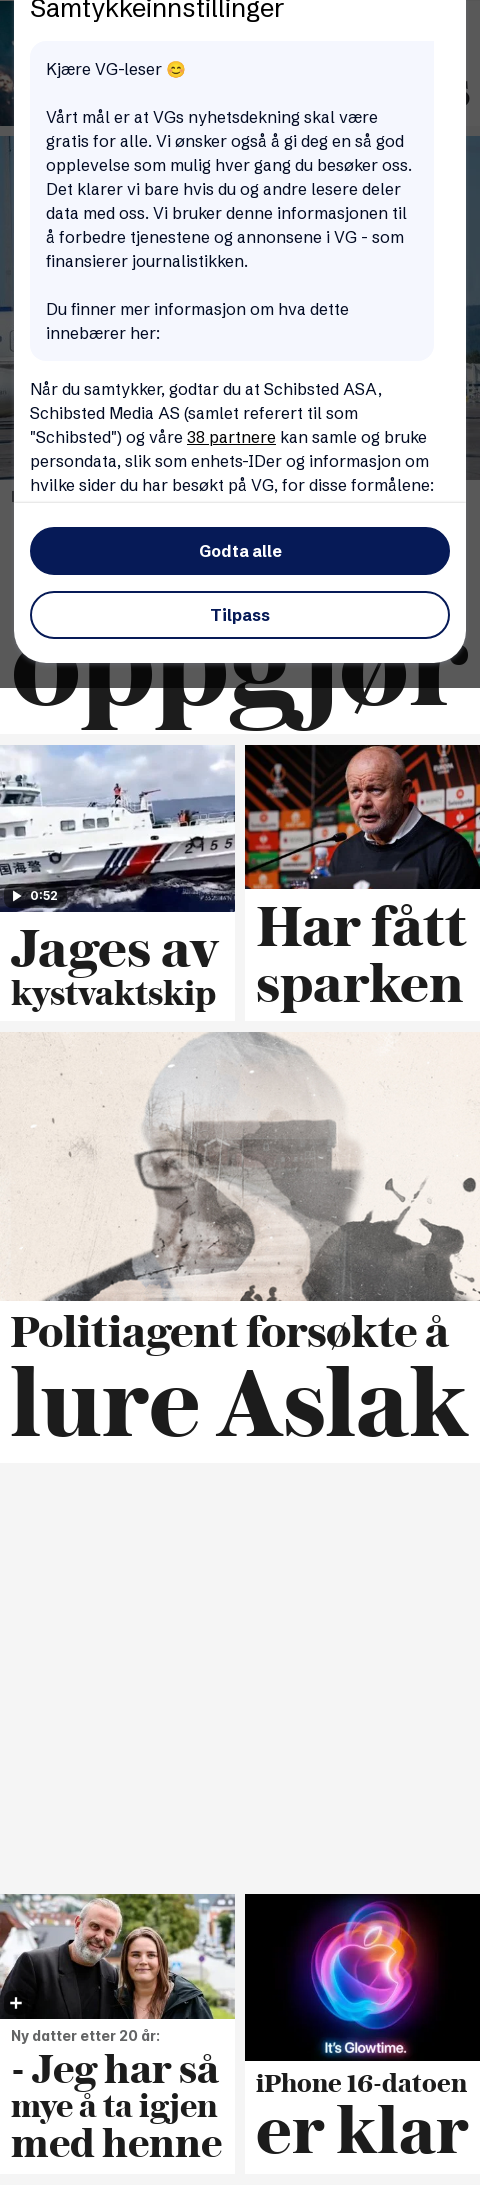 Samtykkeinnstillinger
Kjære VG-leser 😊
Vårt mål er at VGs nyhetsdekning skal være
gratis for alle. Vi ønsker også å gi deg en så god
opplevelse som mulig hver gang du besøker oss.
Det klarer vi bare hvis du og andre lesere deler
data med oss. Vi bruker denne informasjonen til
å forbedre tjenestene og annonsene i VG - som
finansierer journalistikken.
Du finner mer informasjon om hva dette
innebærer her:
Når du samtykker, godtar du at Schibsted ASA,
Schibsted Media AS (samlet referert til som
"Schibsted") og våre 38 partnere kan samle og bruke
persondata, slik som enhets-IDer og informasjon om
hvilke sider du har besøkt på VG, for disse formålene:
Godta alle
Tilpass
oppgjør
国海警
2 9 5 5
0:52
Jages av
kystvaktskip
Har fått
sparken
Politiagent forsøkte å
lure Aslak
Ny datter etter 20 år:
- Jeg har så
mye å ta igjen
med henne
It's Glowtime.
iPhone 16-datoen
er klar